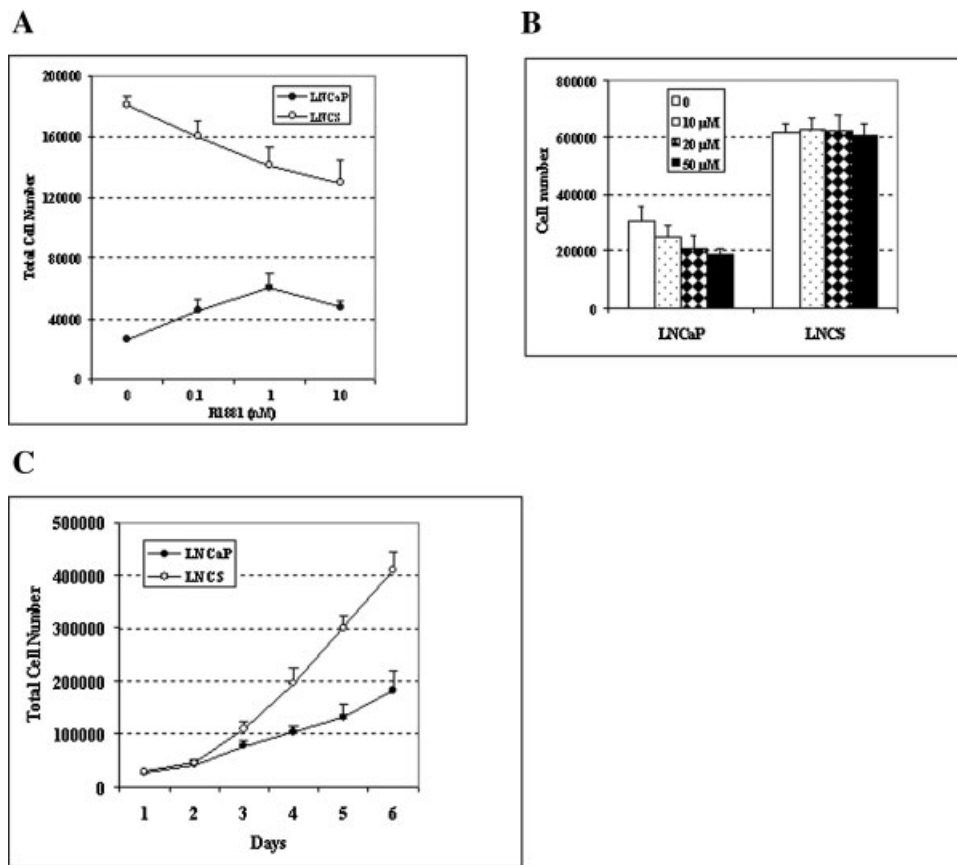 A
200000
160000
120000
80000
40000
0
LNCaP
LNCS
Total Cell Number
0 0.1 1 10
R1881 (nM)
B
800000
600000
400000
200000
0
0
10 µM
20 µM
50 µM
Cell number
LNCaP LNCS
C
500000
400000
300000
200000
100000
0
LNCaP
LNCS
Total Cell Number
1 2 3 4 5 6
Days